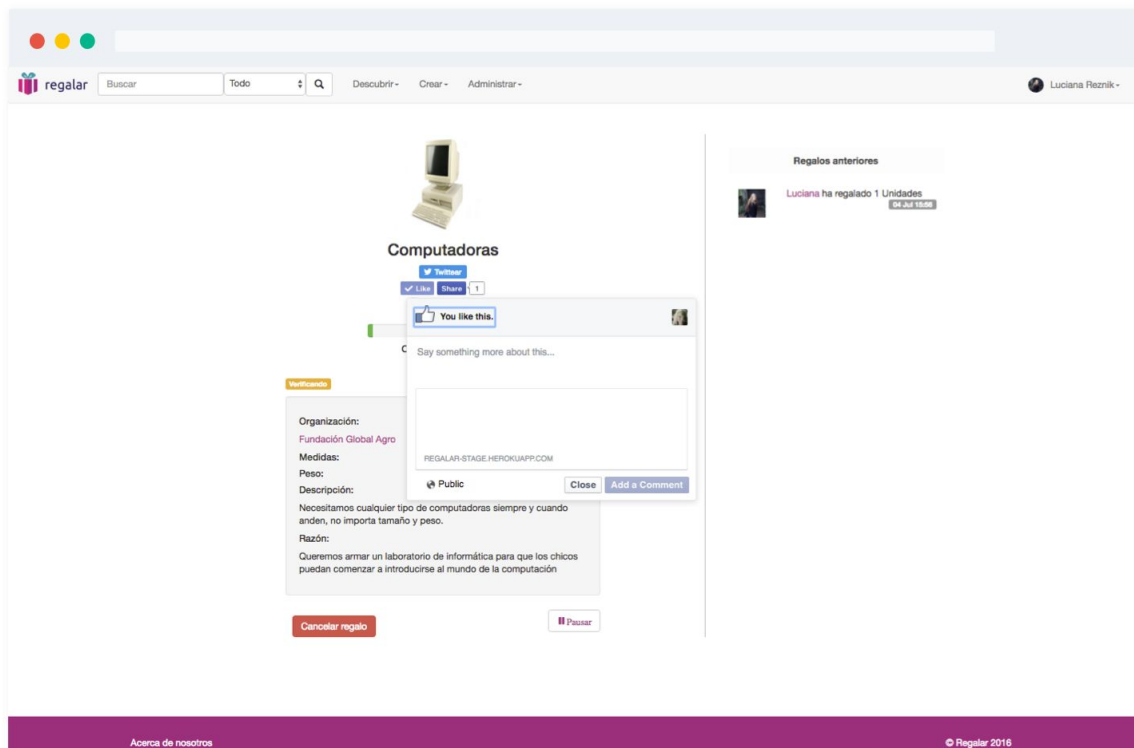 regalar
Buscar
Todo
Descubrir
Crear
Administrar
Luciana Reznik
Computadoras
Twittear
Like
Share
1
You like this.
Say something more about this...
REGALAR-STAGE.HEROKUAPP.COM
Public
Close
Add a Comment
Verificando
Organización:
Fundación Global Agro
Medidas:
Peso:
Descripción:
Necesitamos cualquier tipo de computadoras siempre y cuando
anden, no importa tamaño y peso.
Razón:
Queremos armar un laboratorio de informática para que los chicos
puedan comenzar a introducirse al mundo de la computación
Cancelar regalo
Pausar
Regalos anteriores
Luciana ha regalado 1 Unidades
Acerca de nosotros
© Regalar 2016